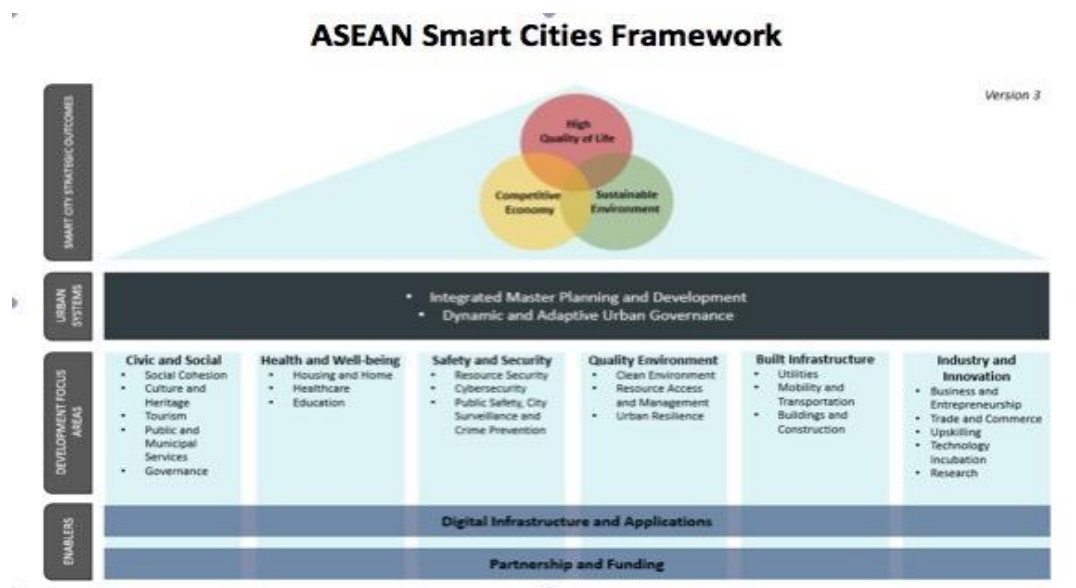 ASEAN Smart Cities Framework
Version 3
SMART CITY STRATEGIC OUTCOMES
High
Quality of Life
Competitive
Economy
Sustainable
Environment
URBAN
SYSTEMS
• Integrated Master Planning and Development
• Dynamic and Adaptive Urban Governance
DEVELOPMENT FOCUS
AREAS
Civic and Social
• Social Cohesion
• Culture and
Heritage
• Tourism
• Public and
Municipal
Services
• Governance
Health and Well-being
• Housing and Home
• Healthcare
• Education
Safety and Security
• Resource Security
• Cybersecurity
• Public Safety, City
Surveillance and
Crime Prevention
Quality Environment
• Clean Environment
• Resource Access
and Management
• Urban Resilience
Built Infrastructure
• Utilities
• Mobility and
Transportation
• Buildings and
Construction
Industry and
Innovation
• Business and
Entrepreneurship
• Trade and Commerce
• Upskilling
• Technology
Incubation
• Research
ENABLERS
Digital Infrastructure and Applications
Partnership and Funding